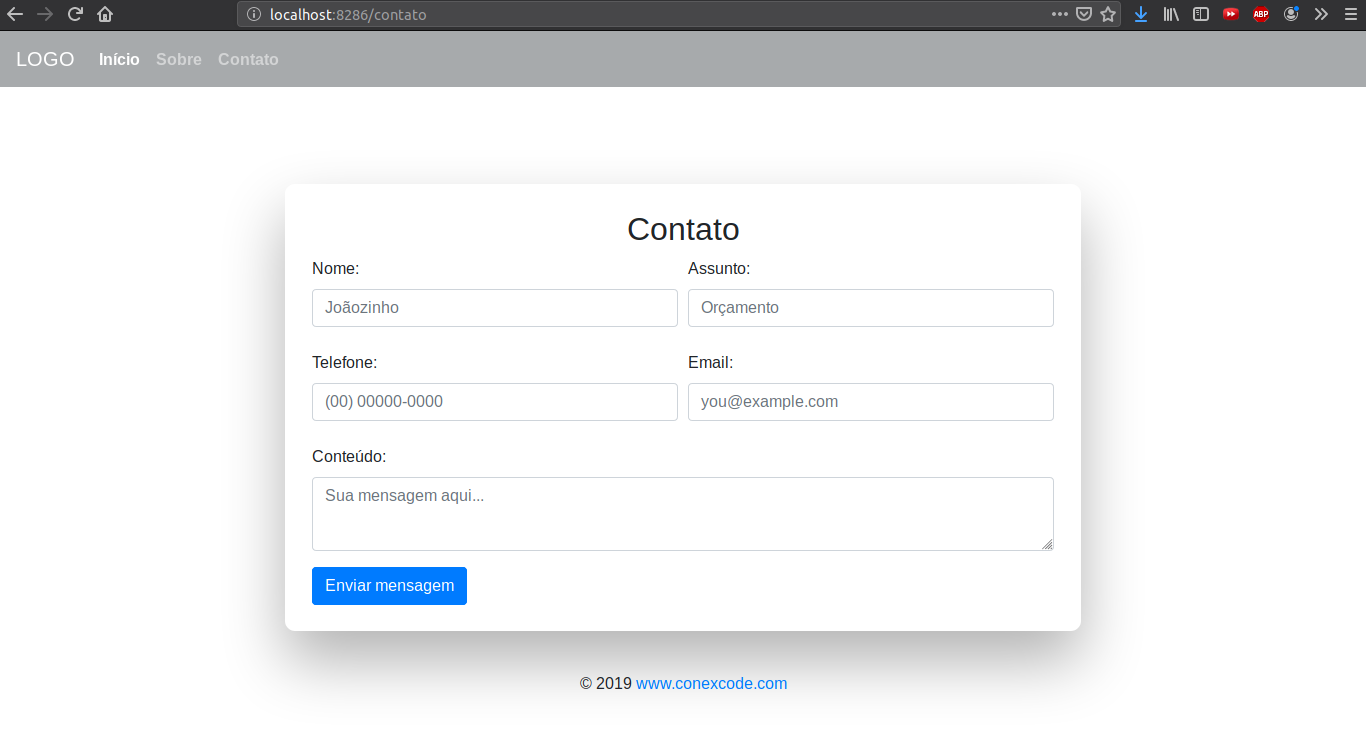 localhost:8286/contato
ABP
LOGO Início Sobre Contato
Contato
Nome: Assunto:
Joãozinho Orçamento
Telefone: Email:
(00) 00000-0000 you@example.com
Conteúdo:
Sua mensagem aqui...
Enviar mensagem
© 2019 www.conexcode.com